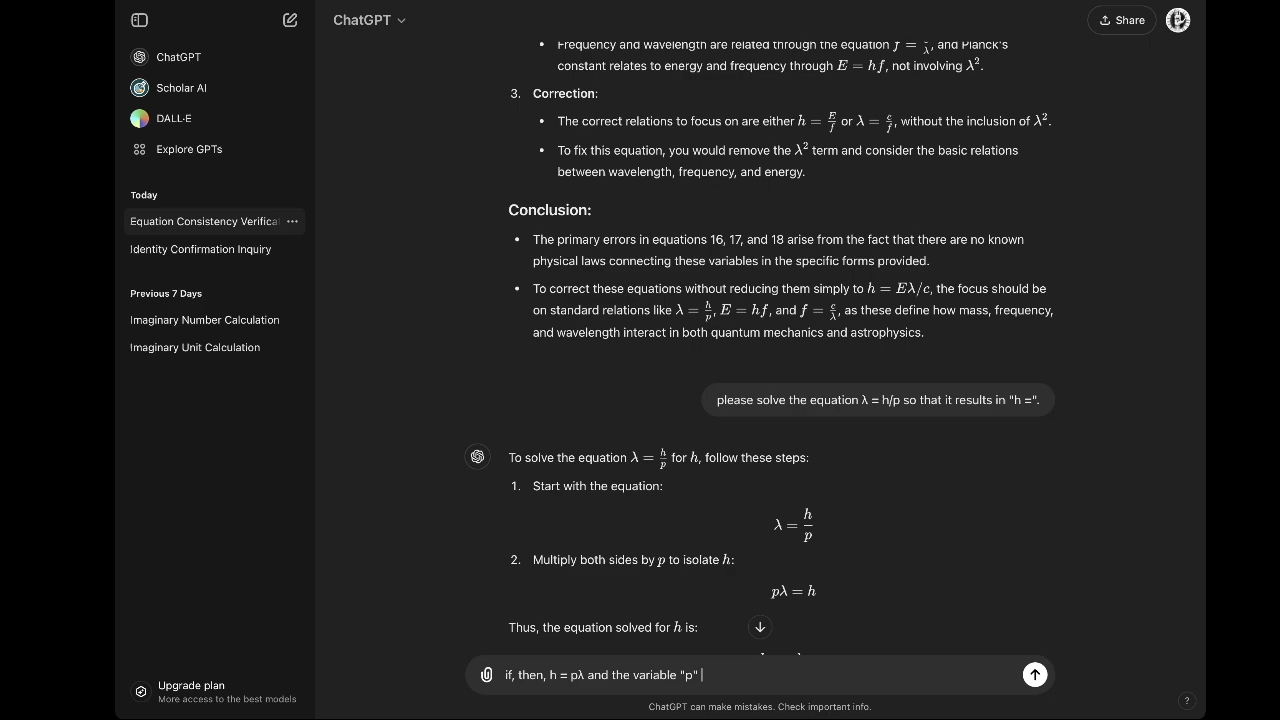 ChatGPT
Share
ChatGPT
Scholar AI
DALL·E
Explore GPTs
Today
Equation Consistency Verifica
Identity Confirmation Inquiry
Previous 7 Days
Imaginary Number Calculation
Imaginary Unit Calculation
Upgrade plan
More access to the best models
• Frequency and wavelength are related through the equation f = c/λ, and Planck's
constant relates to energy and frequency through E = hf, not involving λ².
3. Correction:
• The correct relations to focus on are either h = E/f or λ = c/f, without the inclusion of λ².
• To fix this equation, you would remove the λ² term and consider the basic relations
between wavelength, frequency, and energy.
Conclusion:
• The primary errors in equations 16, 17, and 18 arise from the fact that there are no known
physical laws connecting these variables in the specific forms provided.
• To correct these equations without reducing them simply to h = Eλ/c, the focus should be
on standard relations like λ = h/p, E = hf, and f = c/λ, as these define how mass, frequency,
and wavelength interact in both quantum mechanics and astrophysics.
please solve the equation λ = h/p so that it results in "h =".
To solve the equation λ = h/p for h, follow these steps:
1. Start with the equation:
λ = h/p
2. Multiply both sides by p to isolate h:
pλ = h
Thus, the equation solved for h is:
if, then, h = pλ and the variable "p"
ChatGPT can make mistakes. Check important info.
?